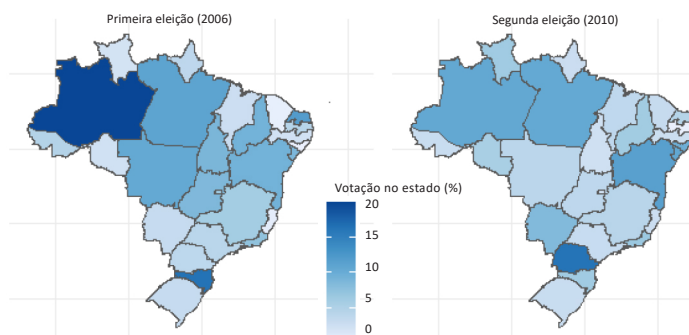 Primeira eleição (2006)
Segunda eleição (2010)
Votação no estado (%)
20
15
10
5
0